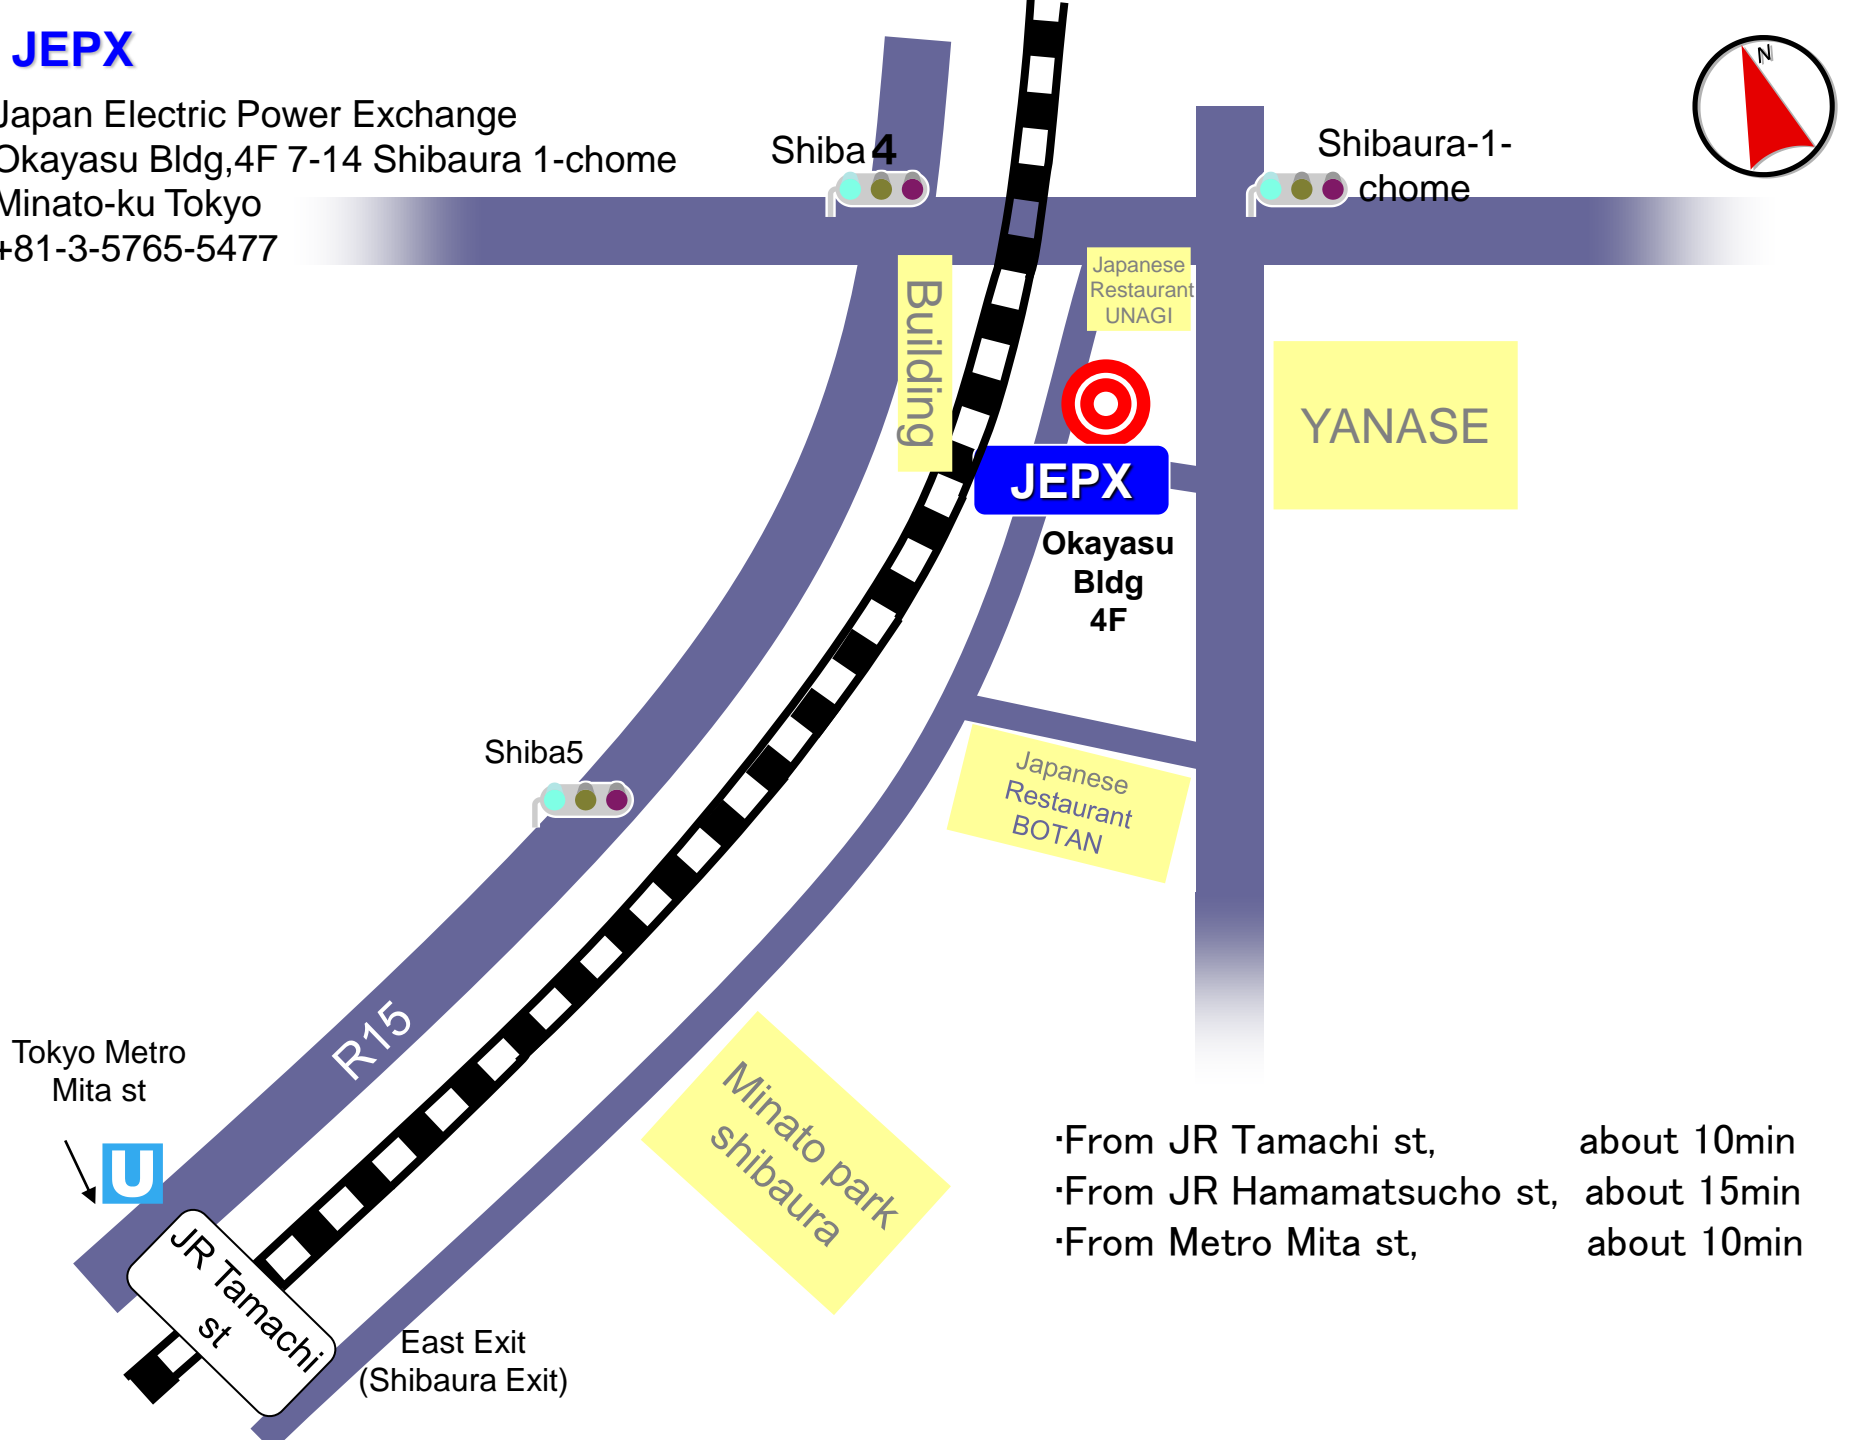 JEPX
Japan Electric Power Exchange
Okayasu Bldg,4F 7-14 Shibaura 1-chome
Minato-ku Tokyo
+81-3-5765-5477
N
Shiba 4
Shibaura-1-
chome
Building
Japanese
Restaurant
UNAGI
YANASE
JEPX
Okayasu
Bldg
4F
Shiba5
Japanese
Restaurant
BOTAN
R15
Tokyo Metro
Mita st
U
Minato park
shibaura
JR Tamachi
st
East Exit
(Shibaura Exit)
・From JR Tamachi st, about 10min
・From JR Hamamatsucho st, about 15min
・From Metro Mita st, about 10min